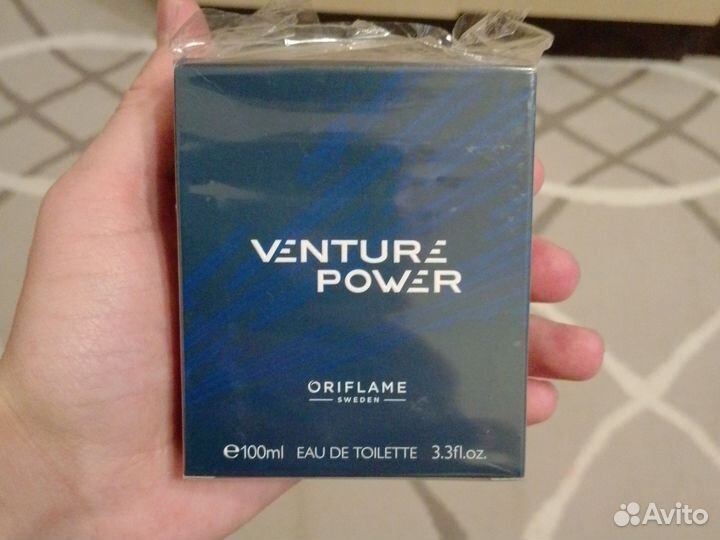 VENTURE
POWER
ORIFLAME
SWEDEN
℮100ml EAU DE TOILETTE 3.3fl.oz.
Avito